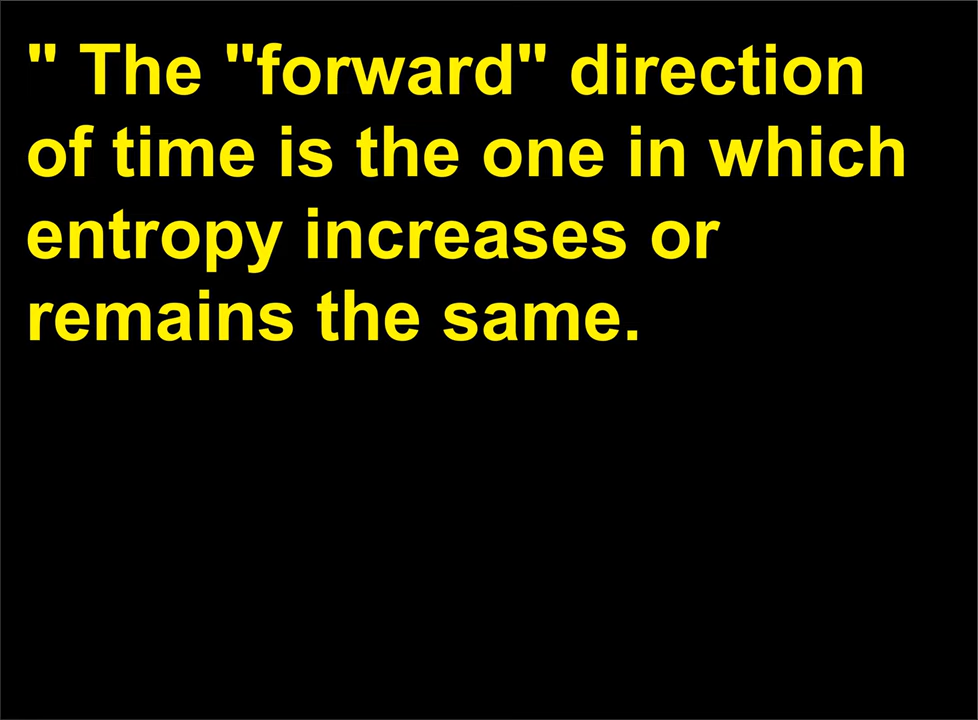 " The "forward" direction
of time is the one in which
entropy increases or
remains the same.